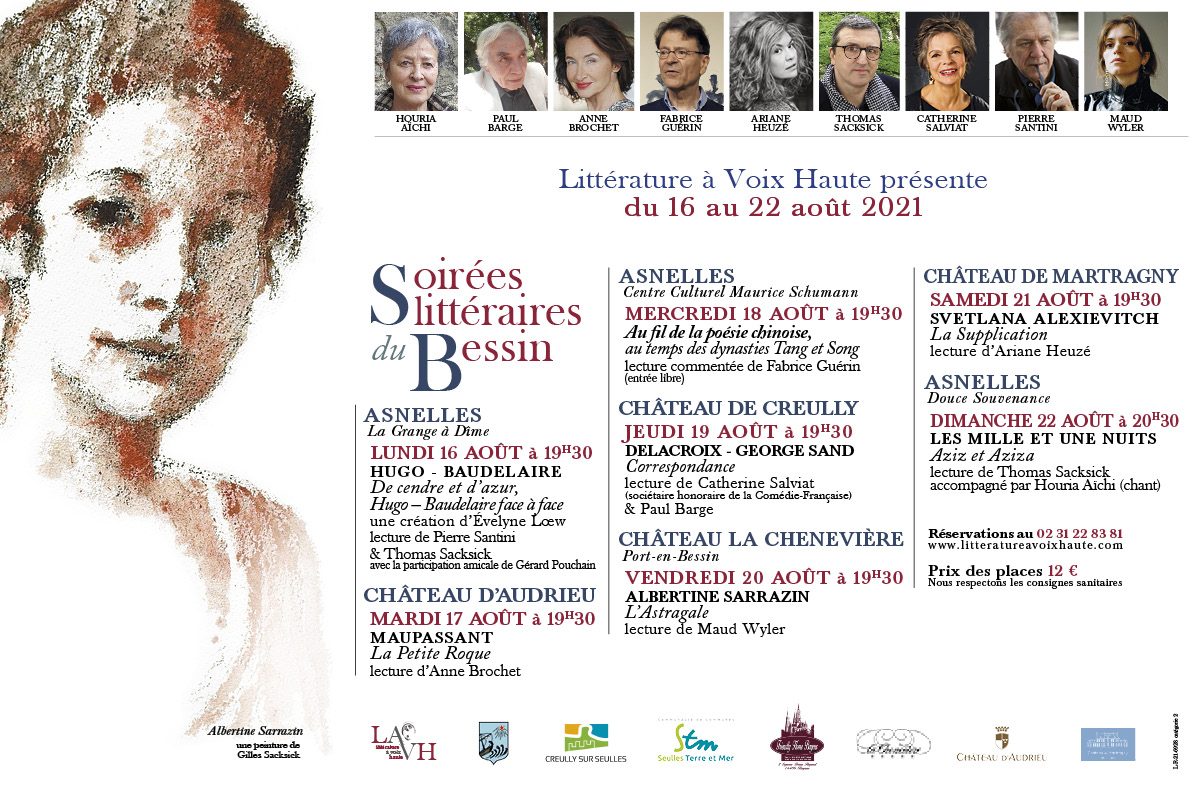 HOURIA
AÏCHI
PAUL
BARGE
ANNE
BROCHET
FABRICE
GUÉRIN
ARIANE
HEUZÉ
THOMAS
SACKSICK
CATHERINE
SALVIAT
PIERRE
SANTINI
MAUD
WYLER
Littérature à Voix Haute présente
du 16 au 22 août 2021
Soirées
littéraires
du Bessin
ASNELLES
La Grange à Dîme
LUNDI 16 AOÛT à 19H30
HUGO - BAUDELAIRE
De cendre et d’azur,
Hugo – Baudelaire face à face
une création d’Évelyne Lœw
lecture de Pierre Santini
& Thomas Sacksick
avec la participation amicale de Gérard Pouchain
CHÂTEAU D’AUDRIEU
MARDI 17 AOÛT à 19H30
MAUPASSANT
La Petite Roque
lecture d’Anne Brochet
ASNELLES
Centre Culturel Maurice Schumann
MERCREDI 18 AOÛT à 19H30
Au fil de la poésie chinoise,
au temps des dynasties Tang et Song
lecture commentée de Fabrice Guérin
(entrée libre)
CHÂTEAU DE CREULLY
JEUDI 19 AOÛT à 19H30
DELACROIX - GEORGE SAND
Correspondance
lecture de Catherine Salviat
(sociétaire honoraire de la Comédie-Française)
& Paul Barge
CHÂTEAU LA CHENEVIÈRE
Port-en-Bessin
VENDREDI 20 AOÛT à 19H30
ALBERTINE SARRAZIN
L’Astragale
lecture de Maud Wyler
CHÂTEAU DE MARTRAGNY
SAMEDI 21 AOÛT à 19H30
SVETLANA ALEXIEVITCH
La Supplication
lecture d’Ariane Heuzé
ASNELLES
Douce Souvenance
DIMANCHE 22 AOÛT à 20H30
LES MILLE ET UNE NUITS
Aziz et Aziza
lecture de Thomas Sacksick
accompagné par Houria Aïchi (chant)
Réservations au 02 31 22 83 81
www.litteratureavoixhaute.com
Prix des places 12 €
Nous respectons les consignes sanitaires
Albertine Sarrazin
une peinture de
Gilles Sacksick
LAVH
littérature
à voix
haute
CREULLY SUR SEULLES
COMMUNAUTÉ DE COMMUNES
Stm
Seulles Terre et Mer
La Chenevière
CHÂTEAU D’AUDRIEU